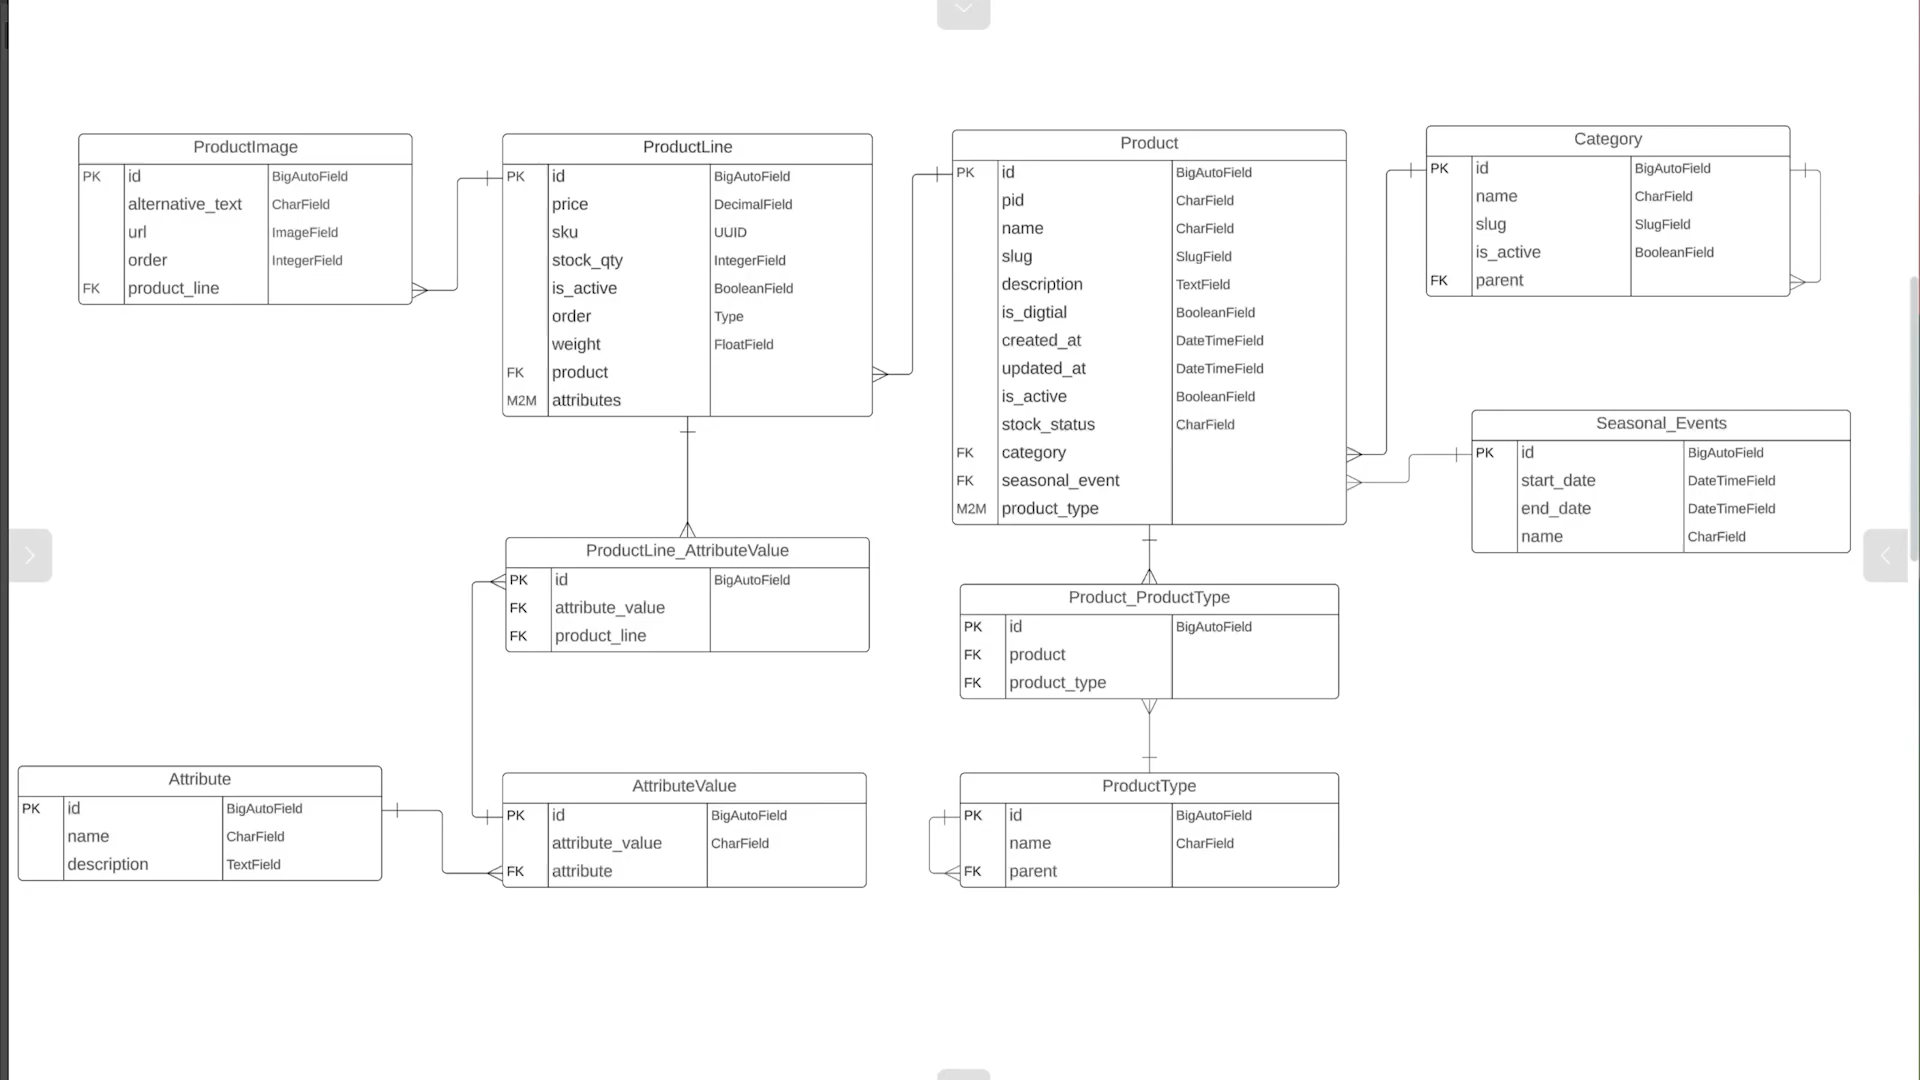 ProductImage
PK id BigAutoField
alternative_text CharField
url ImageField
order IntegerField
FK product_line
ProductLine
PK id BigAutoField
price DecimalField
sku UUID
stock_qty IntegerField
is_active BooleanField
order Type
weight FloatField
FK product
M2M attributes
Product
PK id BigAutoField
pid CharField
name CharField
slug SlugField
description TextField
is_digtial BooleanField
created_at DateTimeField
updated_at DateTimeField
is_active BooleanField
stock_status CharField
FK category
FK seasonal_event
M2M product_type
Category
PK id BigAutoField
name CharField
slug SlugField
is_active BooleanField
FK parent
Seasonal_Events
PK id BigAutoField
start_date DateTimeField
end_date DateTimeField
name CharField
ProductLine_AttributeValue
PK id BigAutoField
FK attribute_value
FK product_line
Product_ProductType
PK id BigAutoField
FK product
FK product_type
Attribute
PK id BigAutoField
name CharField
description TextField
AttributeValue
PK id BigAutoField
attribute_value CharField
FK attribute
ProductType
PK id BigAutoField
name CharField
FK parent